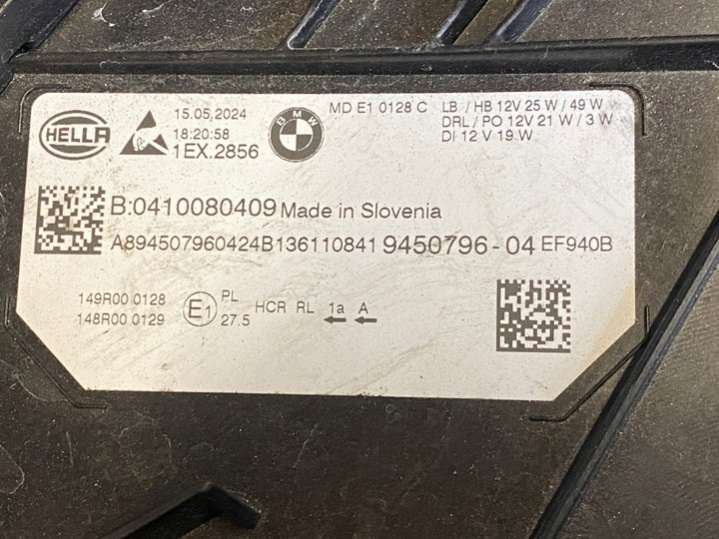 HELLA
15.05.2024
18:20:58
1EX.2856
BMW
MD E1 0128 C
LB / HB 12V 25 W / 49 W
DRL / PO 12V 21 W / 3 W
DI 12 V 19 W
B:0410080409 Made in Slovenia
A894507960424B136110841 9450796-04 EF940B
149R00 0128
148R00 0129
E1
PL
27.5
HCR RL 1a A